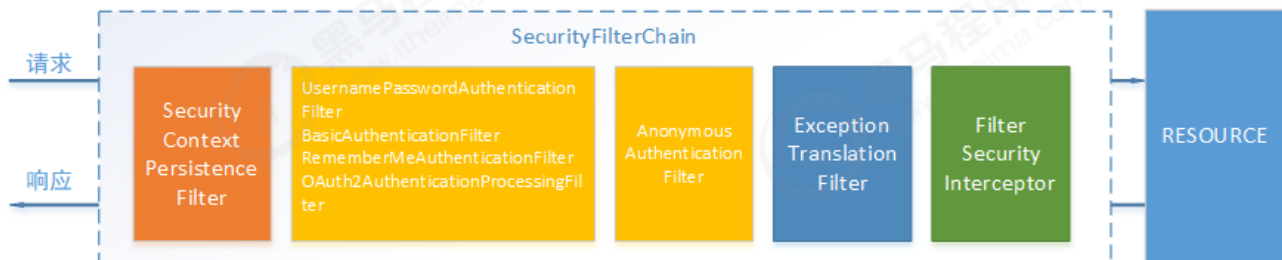 SecurityFilterChain
请求
响应
Security
Context
Persistence
Filter
UsernamePasswordAuthentication
Filter
BasicAuthenticationFilter
RememberMeAuthenticationFilter
OAuth2AuthenticationProcessingFil
ter
Anonymous
Authentication
Filter
Exception
Translation
Filter
Filter
Security
Interceptor
RESOURCE